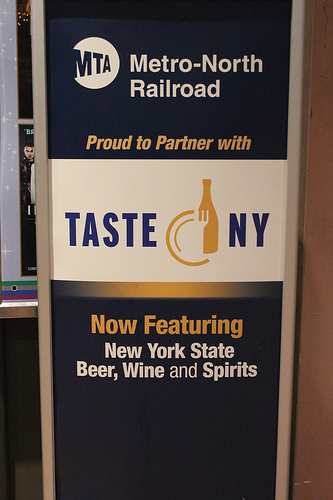 MTA Metro-North
Railroad
Proud to Partner with
TASTE NY
Now Featuring
New York State
Beer, Wine and Spirits